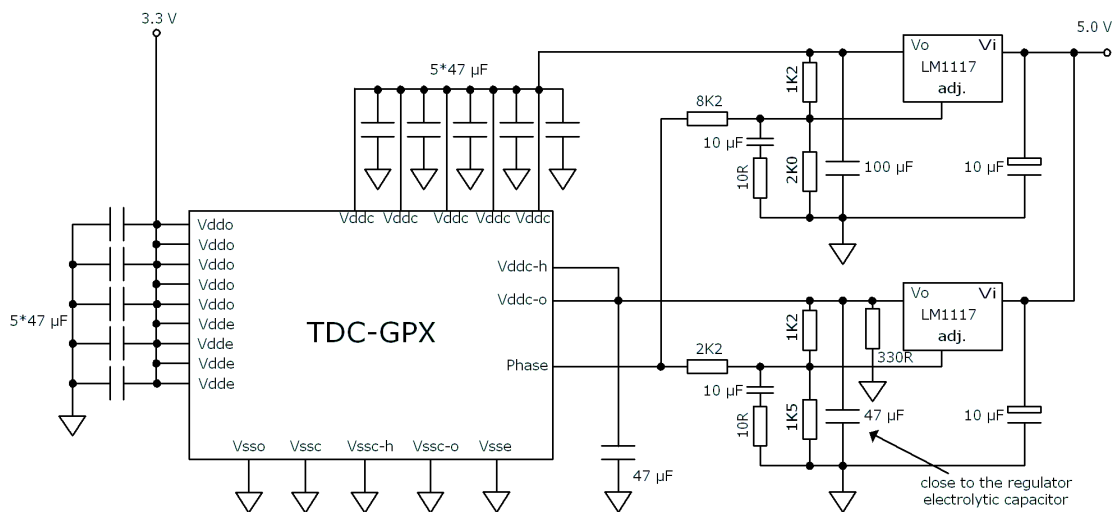 3.3 V
5.0 V
5*47 µF
1K2
Vo
Vi
LM1117
adj.
8K2
10 µF
10R
2K0
100 µF
10 µF
Vddc
Vddc
Vddc
Vddc
Vddc
Vddo
Vddo
Vddo
Vddo
Vddo
Vdde
Vdde
Vdde
Vdde
5*47 µF
TDC-GPX
Vddc-h
Vddc-o
Phase
1K2
Vo
Vi
LM1117
adj.
330R
2K2
10 µF
10R
1K5
47 µF
10 µF
Vsso
Vssc
Vssc-h
Vssc-o
Vsse
47 µF
close to the regulator
electrolytic capacitor